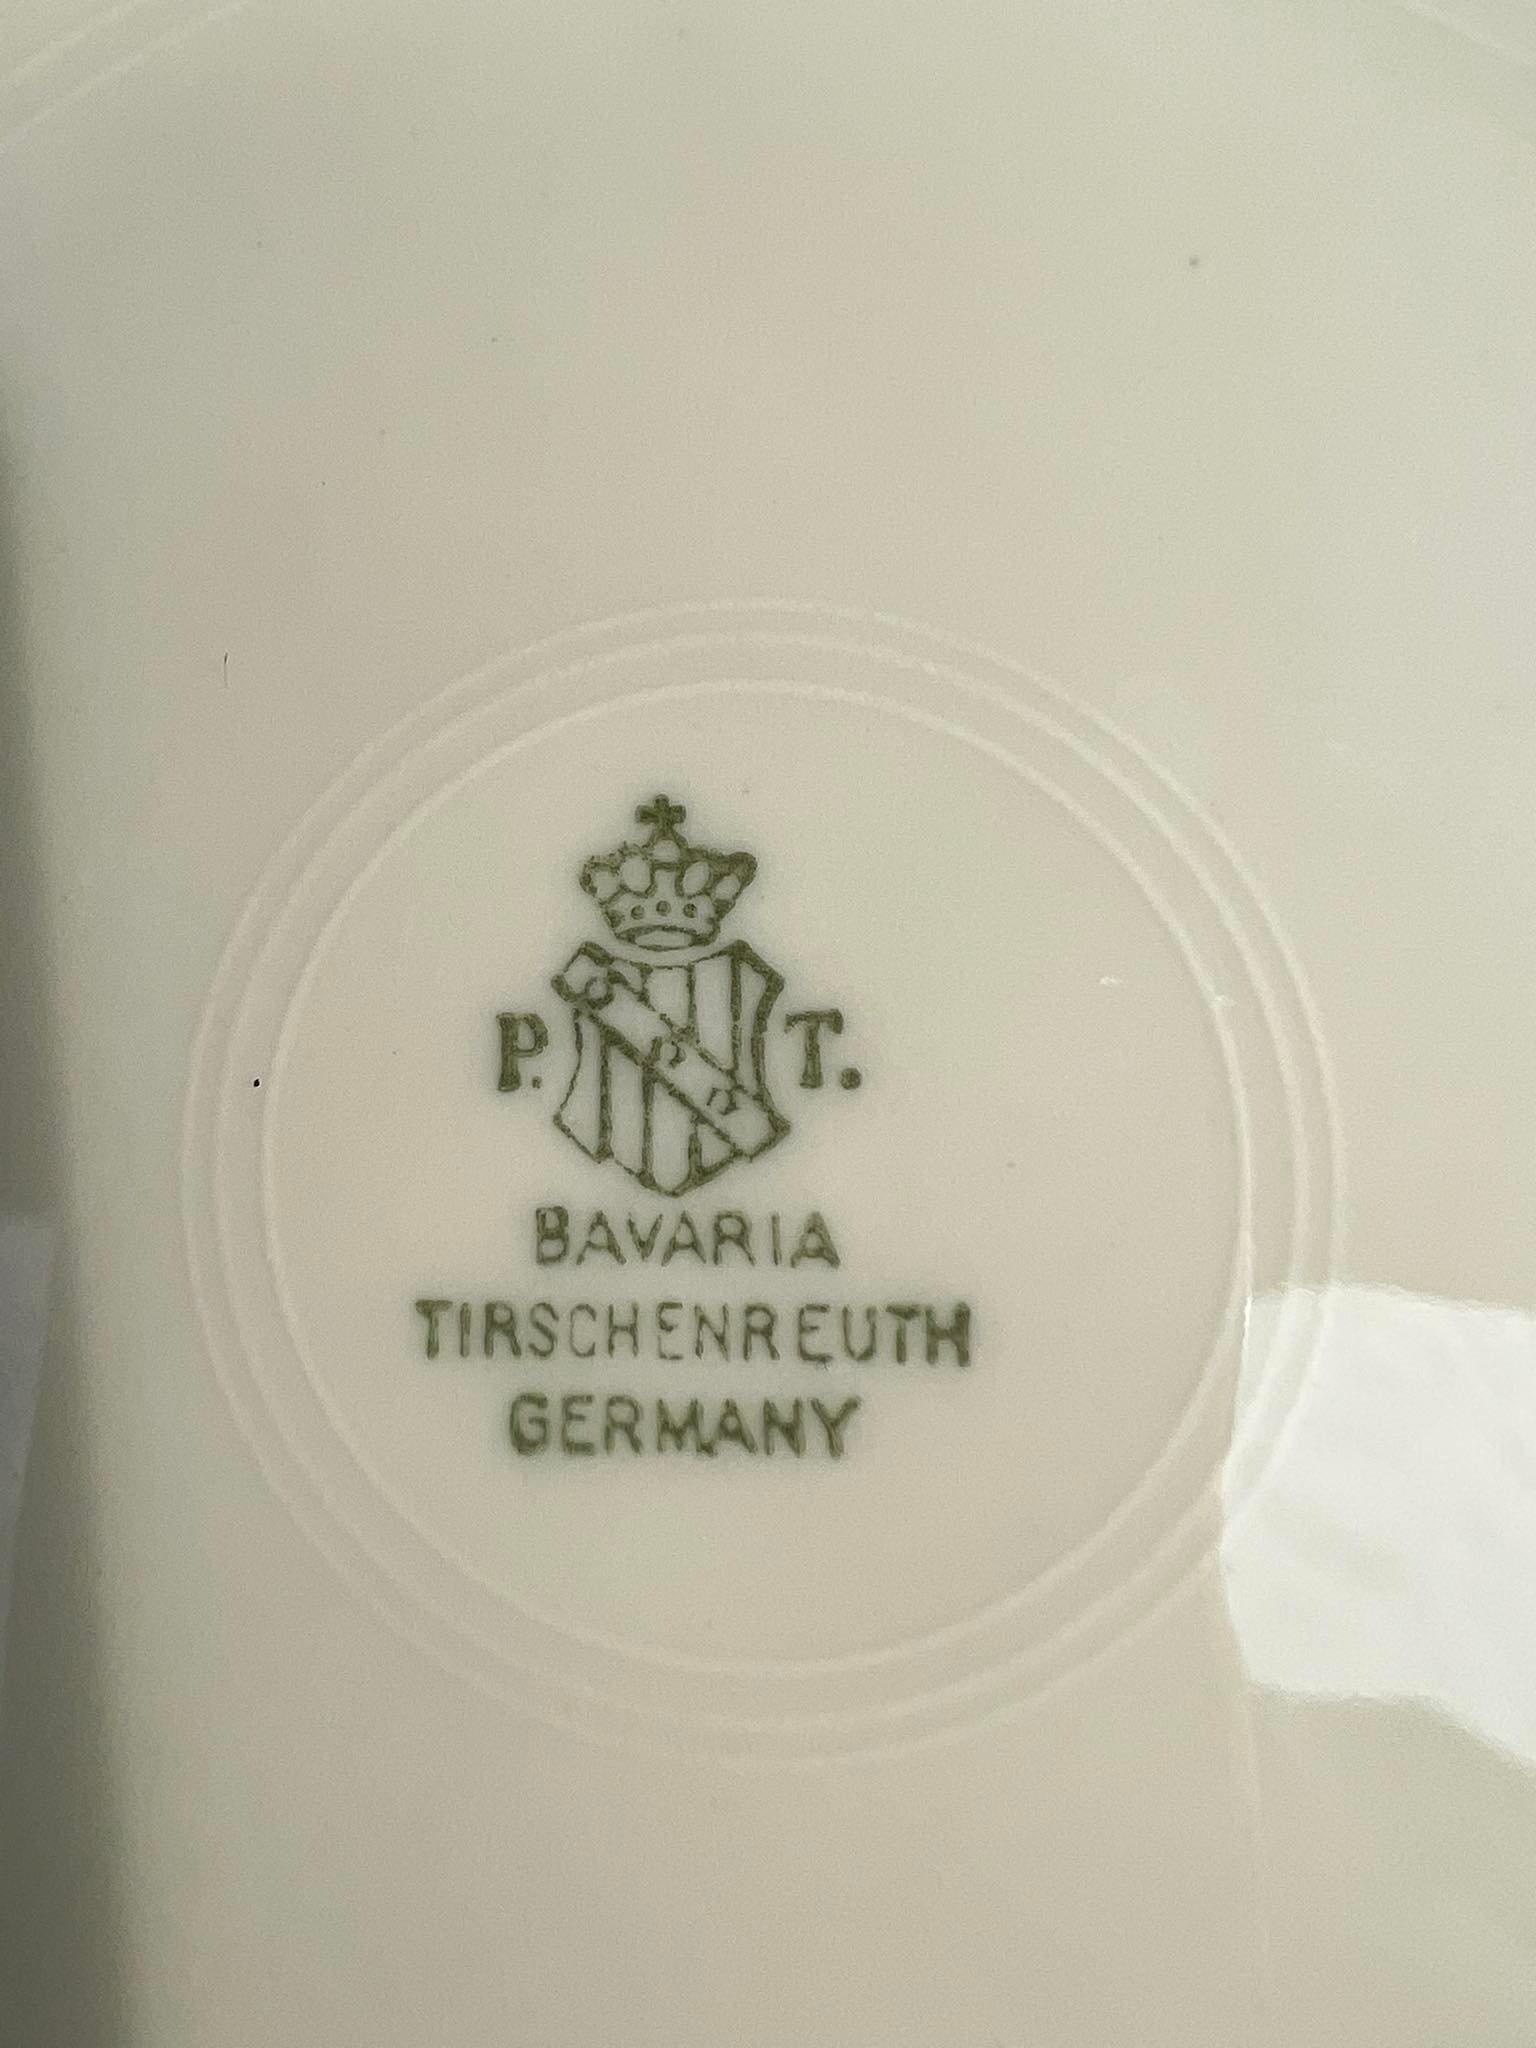 P. T.
BAVARIA
TIRSCHENREUTH
GERMANY